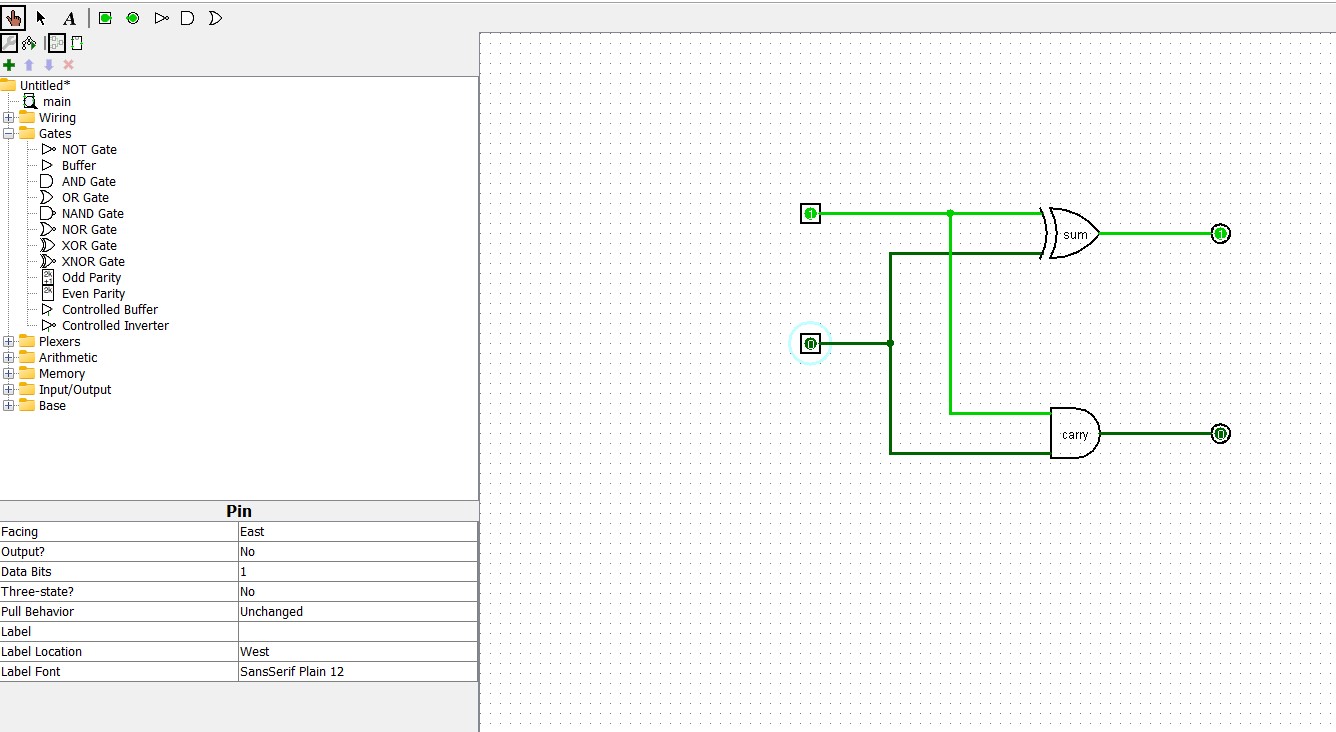 A
Untitled*
main
Wiring
Gates
NOT Gate
Buffer
AND Gate
OR Gate
NAND Gate
NOR Gate
XOR Gate
XNOR Gate
Odd Parity
Even Parity
Controlled Buffer
Controlled Inverter
Plexers
Arithmetic
Memory
Input/Output
Base
Pin
Facing East
Output? No
Data Bits 1
Three-state? No
Pull Behavior Unchanged
Label
Label Location West
Label Font SansSerif Plain 12
1
sum
1
0
carry
0